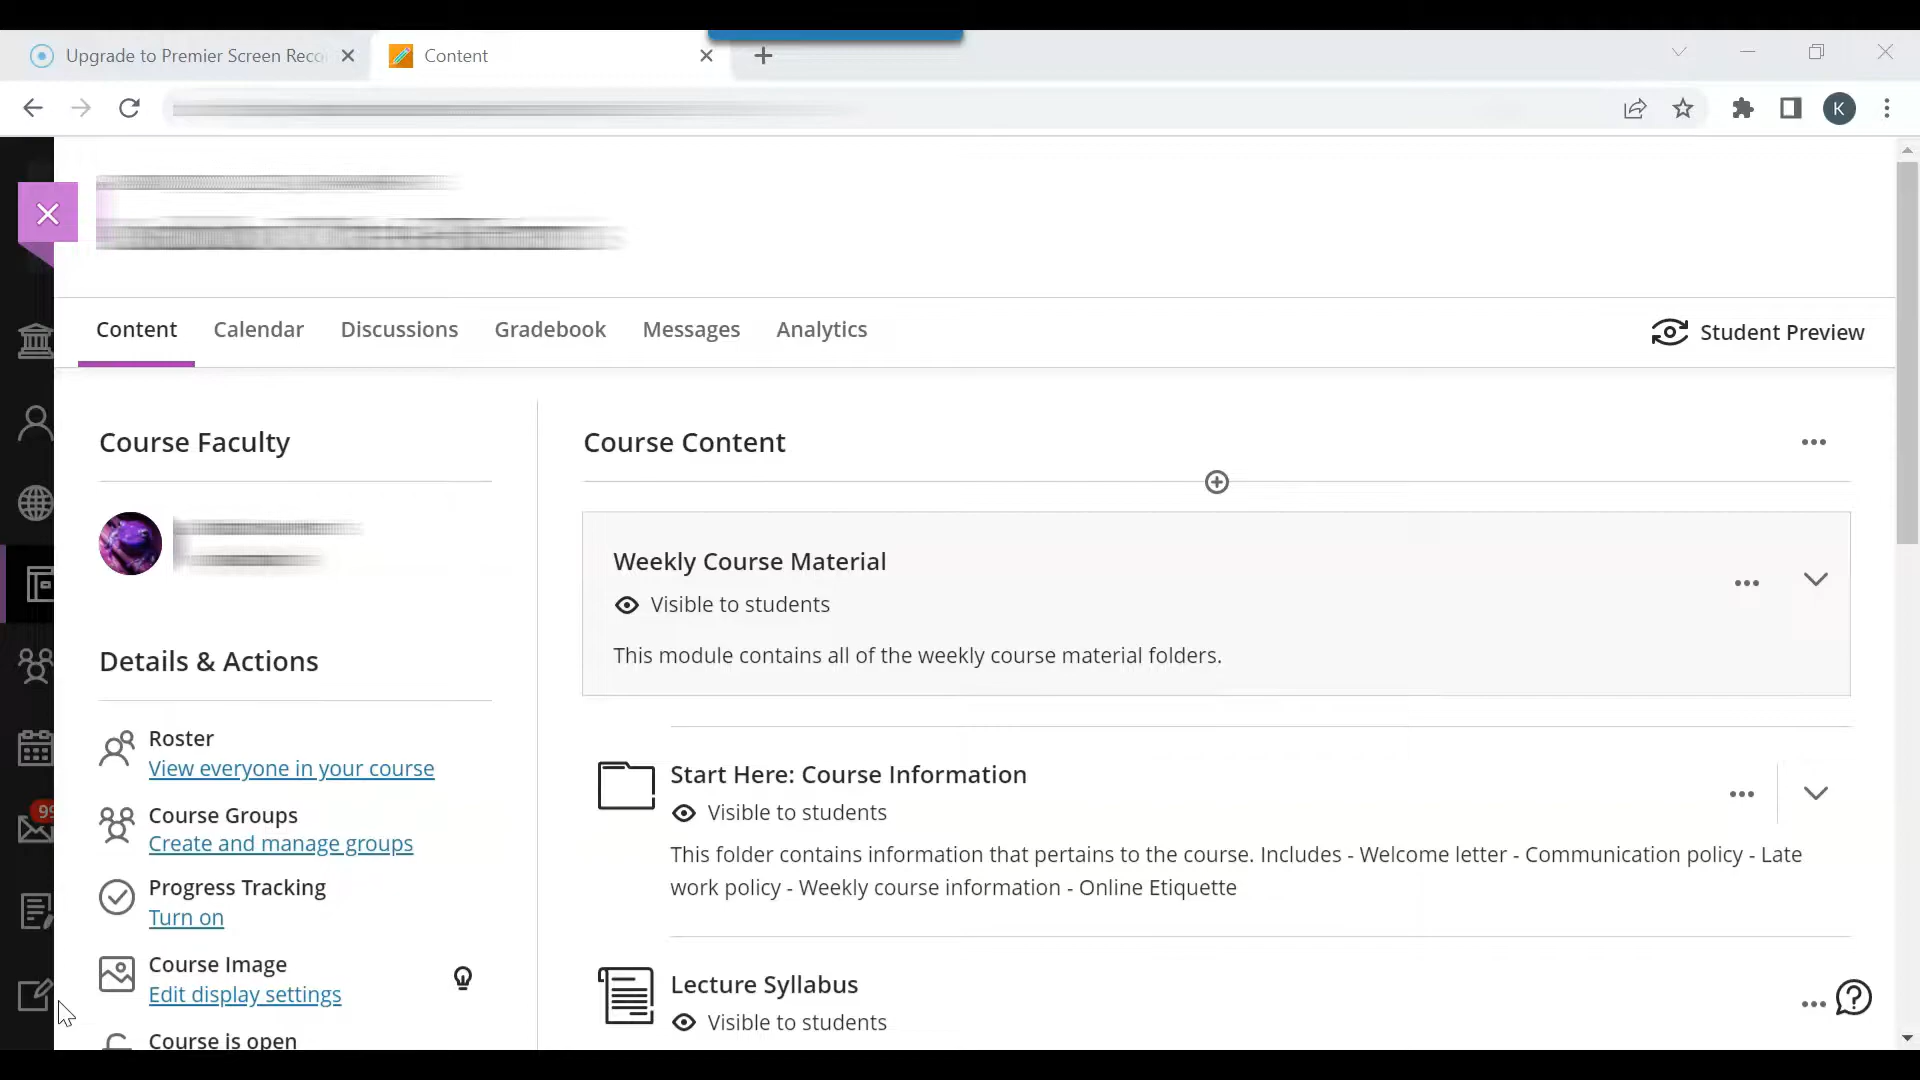 Upgrade to Premier Screen Reco
Content
K
Content
Calendar
Discussions
Gradebook
Messages
Analytics
Student Preview
Course Faculty
Details & Actions
Roster
View everyone in your course
Course Groups
Create and manage groups
Progress Tracking
Turn on
Course Image
Edit display settings
Course is open
99
Course Content
Weekly Course Material
Visible to students
This module contains all of the weekly course material folders.
Start Here: Course Information
Visible to students
This folder contains information that pertains to the course. Includes - Welcome letter - Communication policy - Late
work policy - Weekly course information - Online Etiquette
Lecture Syllabus
Visible to students